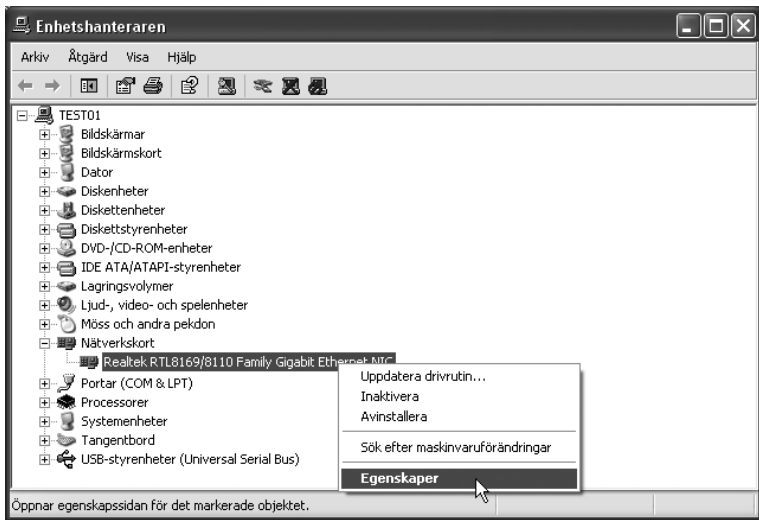 Enhetshanteraren
Arkiv Åtgärd Visa Hjälp
TEST01
Bildskärmar
Bildskärmskort
Dator
Diskenheter
Diskettenheter
Diskettstyrenheter
DVD-/CD-ROM-enheter
IDE ATA/ATAPI-styrenheter
Lagringsvolymer
Ljud-, video- och spelenheter
Möss och andra pekdon
Nätverkskort
Realtek RTL8169/8110 Family Gigabit Ethernet NIC
Portar (COM & LPT)
Processorer
Systemenheter
Tangentbord
USB-styrenheter (Universal Serial Bus)
Uppdatera drivrutin...
Inaktivera
Avinstallera
Sök efter maskinvaruförändringar
Egenskaper
Öppnar egenskapssidan för det markerade objektet.